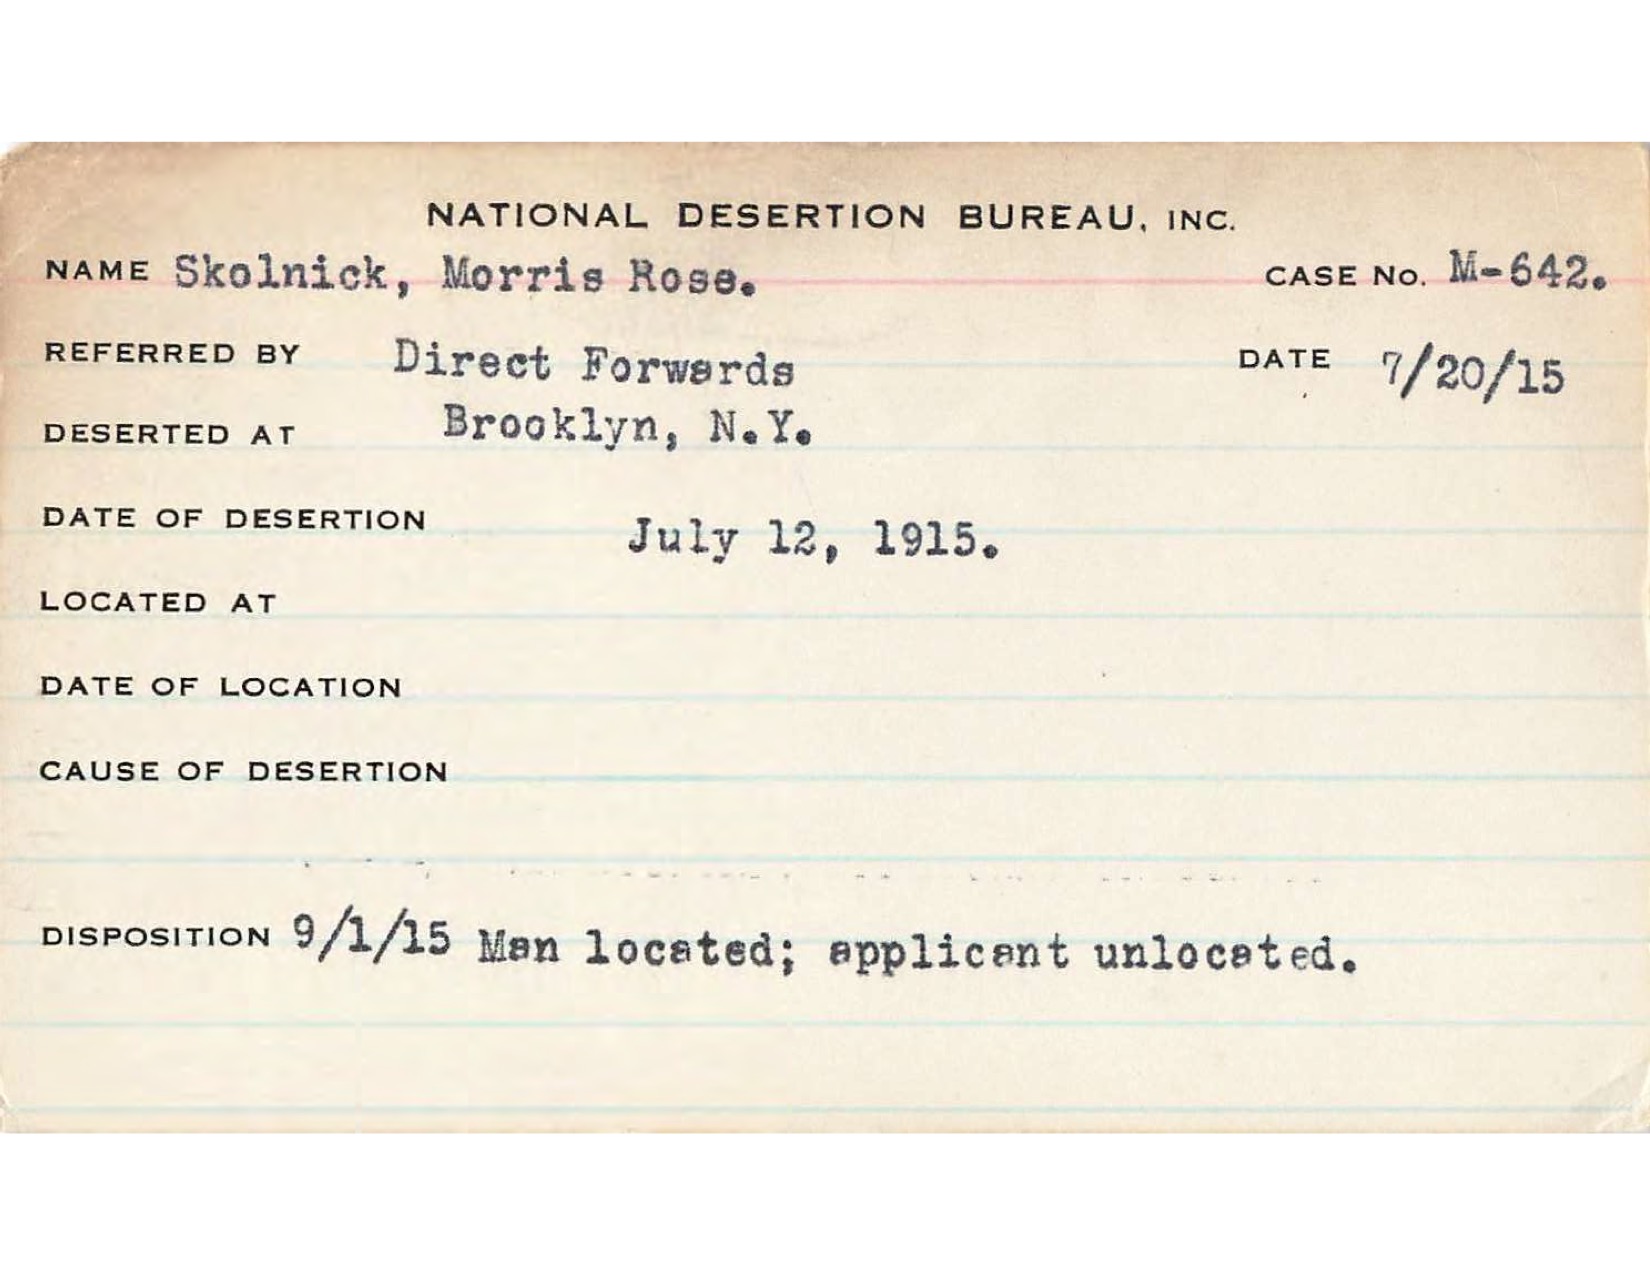 NATIONAL DESERTION BUREAU, INC.
NAME Skolnick, Morris Rose. CASE No. M-642.
REFERRED BY Direct Forwards DATE 7/20/15
DESERTED AT Brooklyn, N.Y.
DATE OF DESERTION July 12, 1915.
LOCATED AT
DATE OF LOCATION
CAUSE OF DESERTION
DISPOSITION 9/1/15 Man located; applicant unlocated.